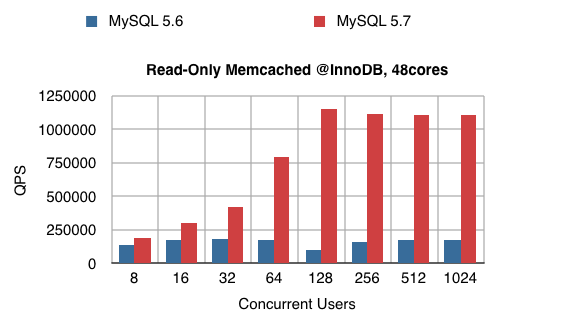 MySQL 5.6 MySQL 5.7
Read-Only Memcached @InnoDB, 48cores
1250000
1000000
750000
500000
250000
0
QPS
8 16 32 64 128 256 512 1024
Concurrent Users